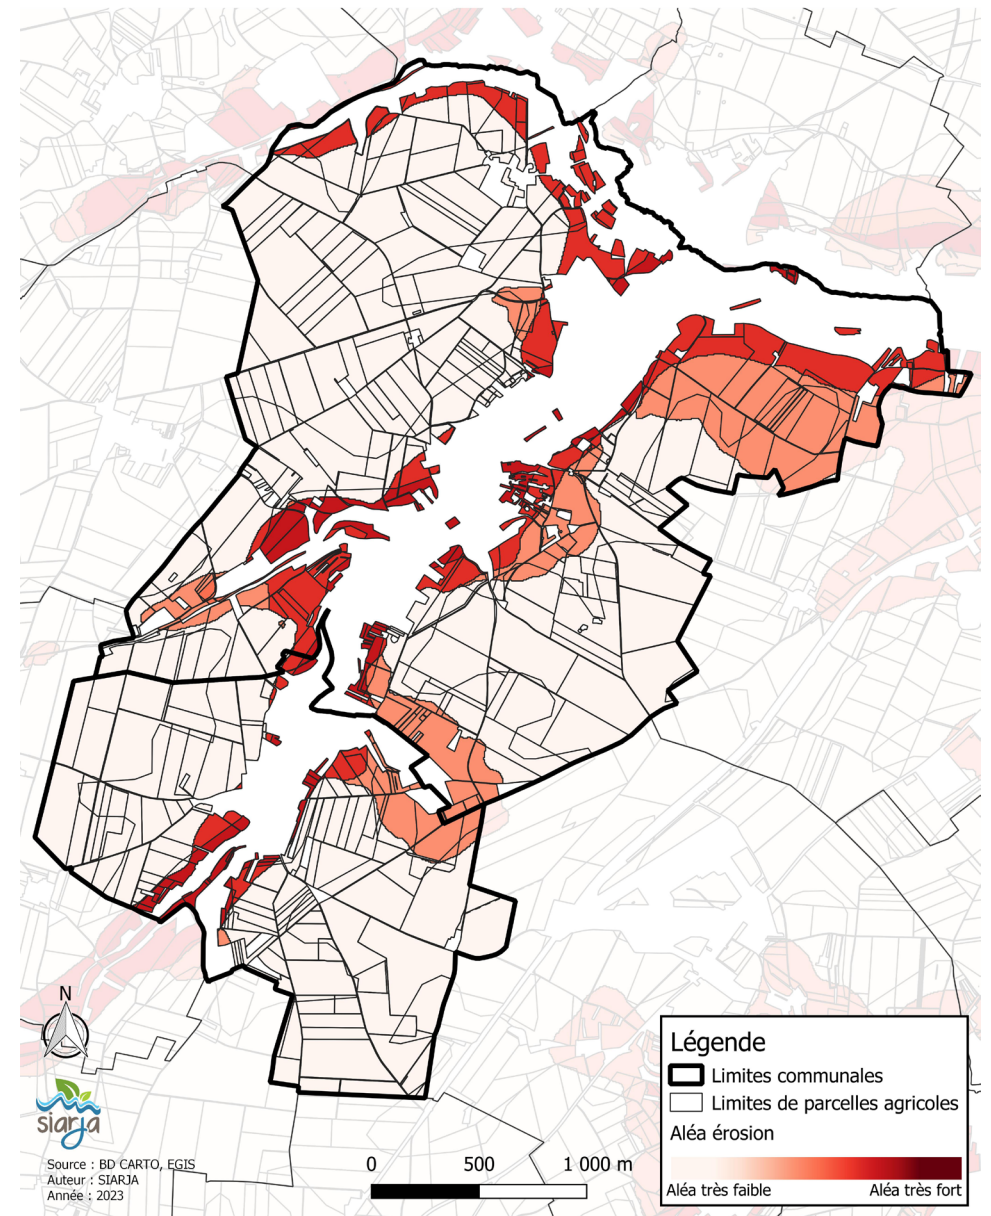 N
siarja
Source : BD CARTO, EGIS
Auteur : SIARJA
Année : 2023
0 500 1 000 m
Légende
Limites communales
Limites de parcelles agricoles
Aléa érosion
Aléa très faible Aléa très fort